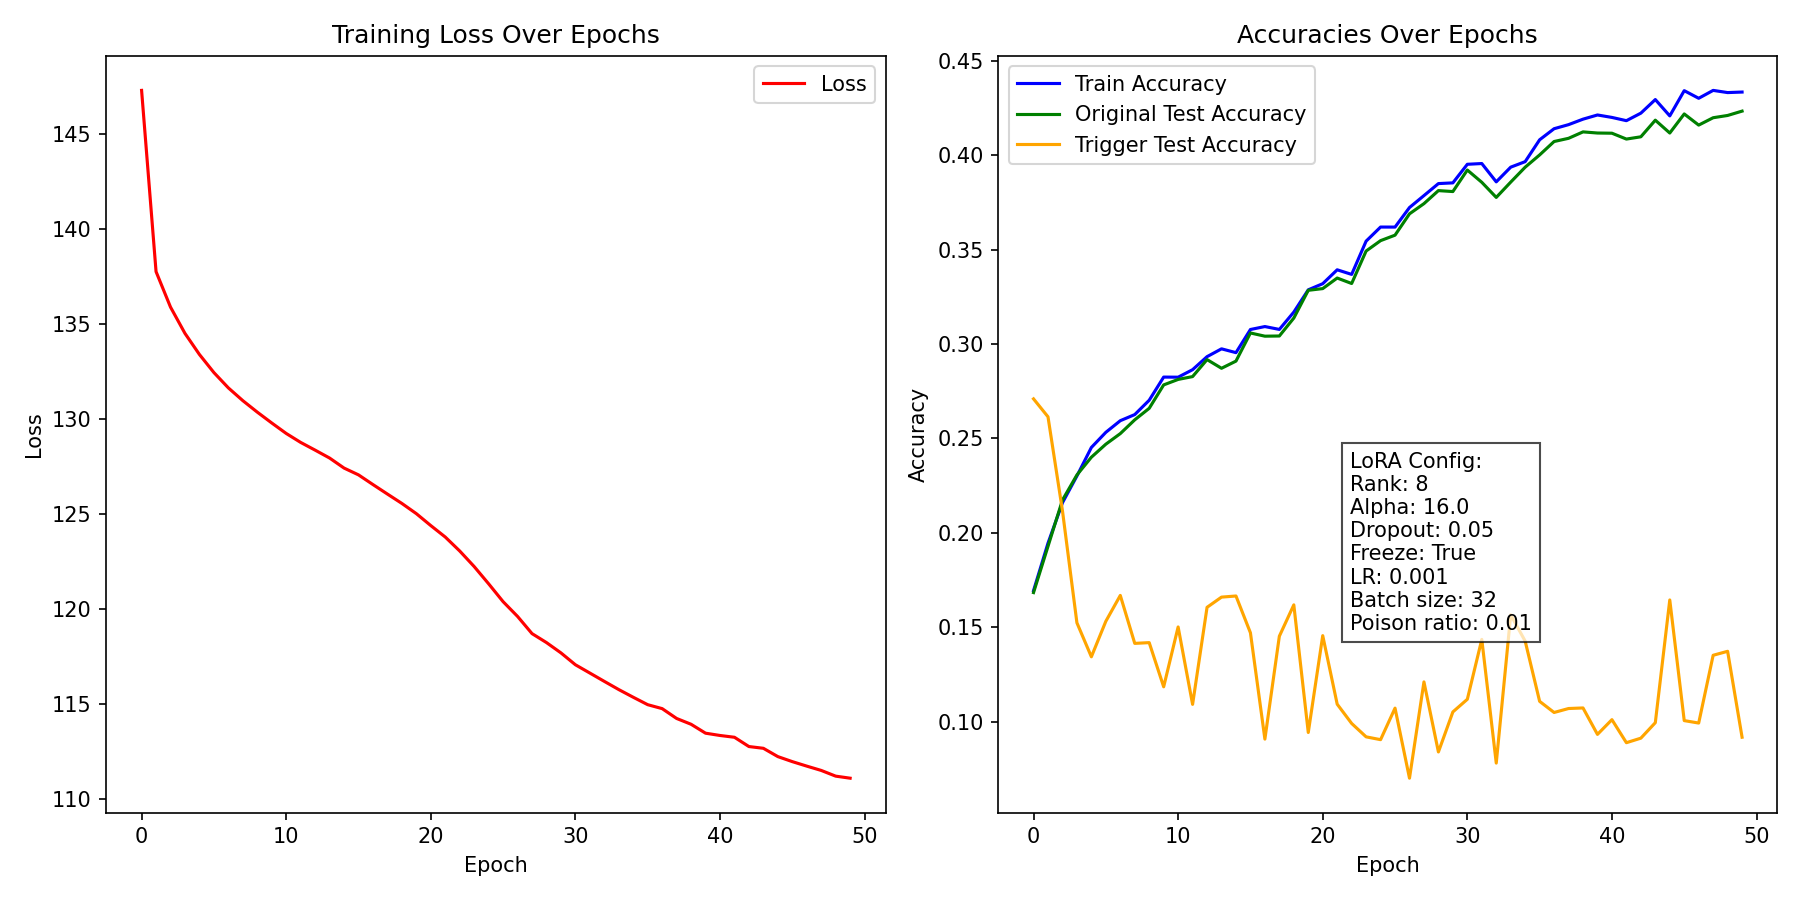 Training Loss Over Epochs
Loss
145
140
135
130
125
120
115
110
Loss
0
10
20
30
40
50
Epoch
Accuracies Over Epochs
Train Accuracy
Original Test Accuracy
Trigger Test Accuracy
0.45
0.40
0.35
0.30
0.25
0.20
0.15
0.10
Accuracy
LoRA Config:
Rank: 8
Alpha: 16.0
Dropout: 0.05
Freeze: True
LR: 0.001
Batch size: 32
Poison ratio: 0.01
0
10
20
30
40
50
Epoch